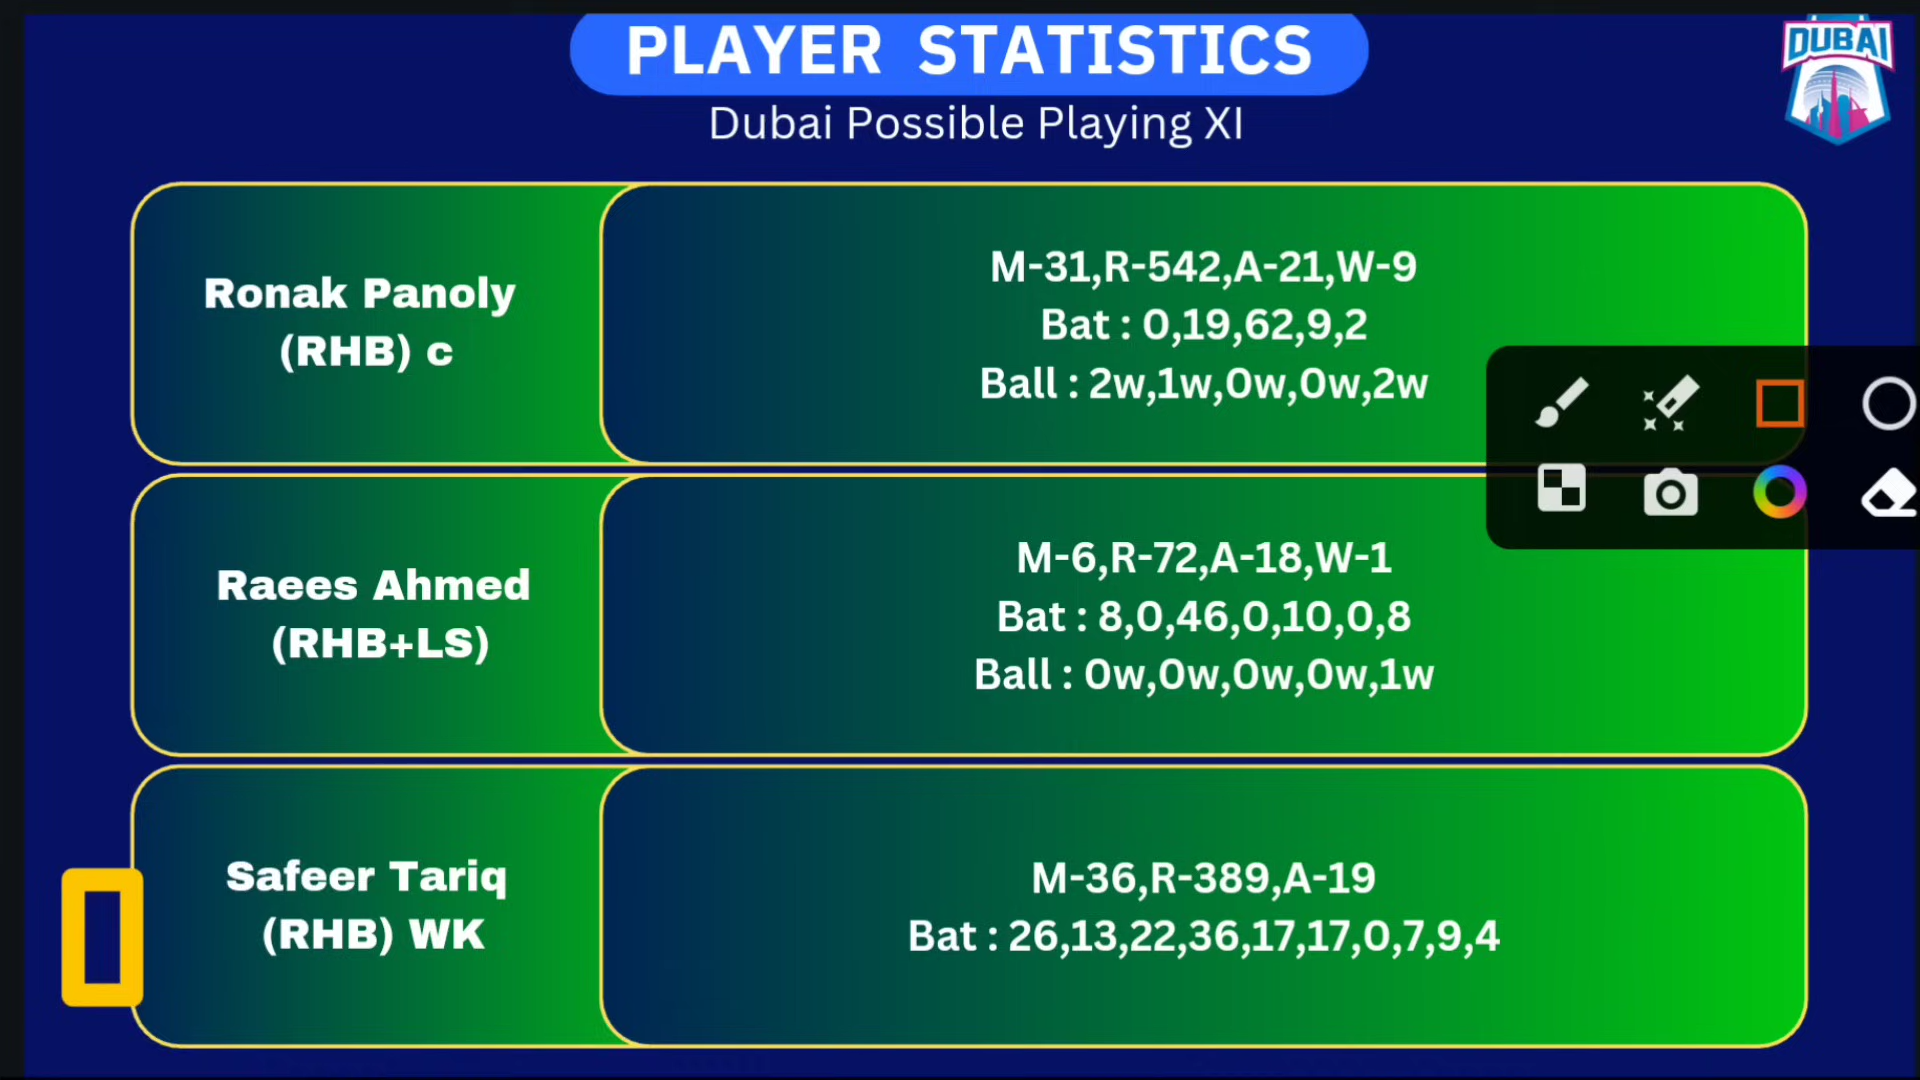 PLAYER STATISTICS
DUBAI
Dubai Possible Playing XI
Ronak Panoly
(RHB) c
M-31,R-542,A-21,W-9
Bat : 0,19,62,9,2
Ball : 2w,1w,0w,0w,2w
Raees Ahmed
(RHB+LS)
M-6,R-72,A-18,W-1
Bat : 8,0,46,0,10,0,8
Ball : 0w,0w,0w,0w,1w
Safeer Tariq
(RHB) WK
M-36,R-389,A-19
Bat : 26,13,22,36,17,17,0,7,9,4